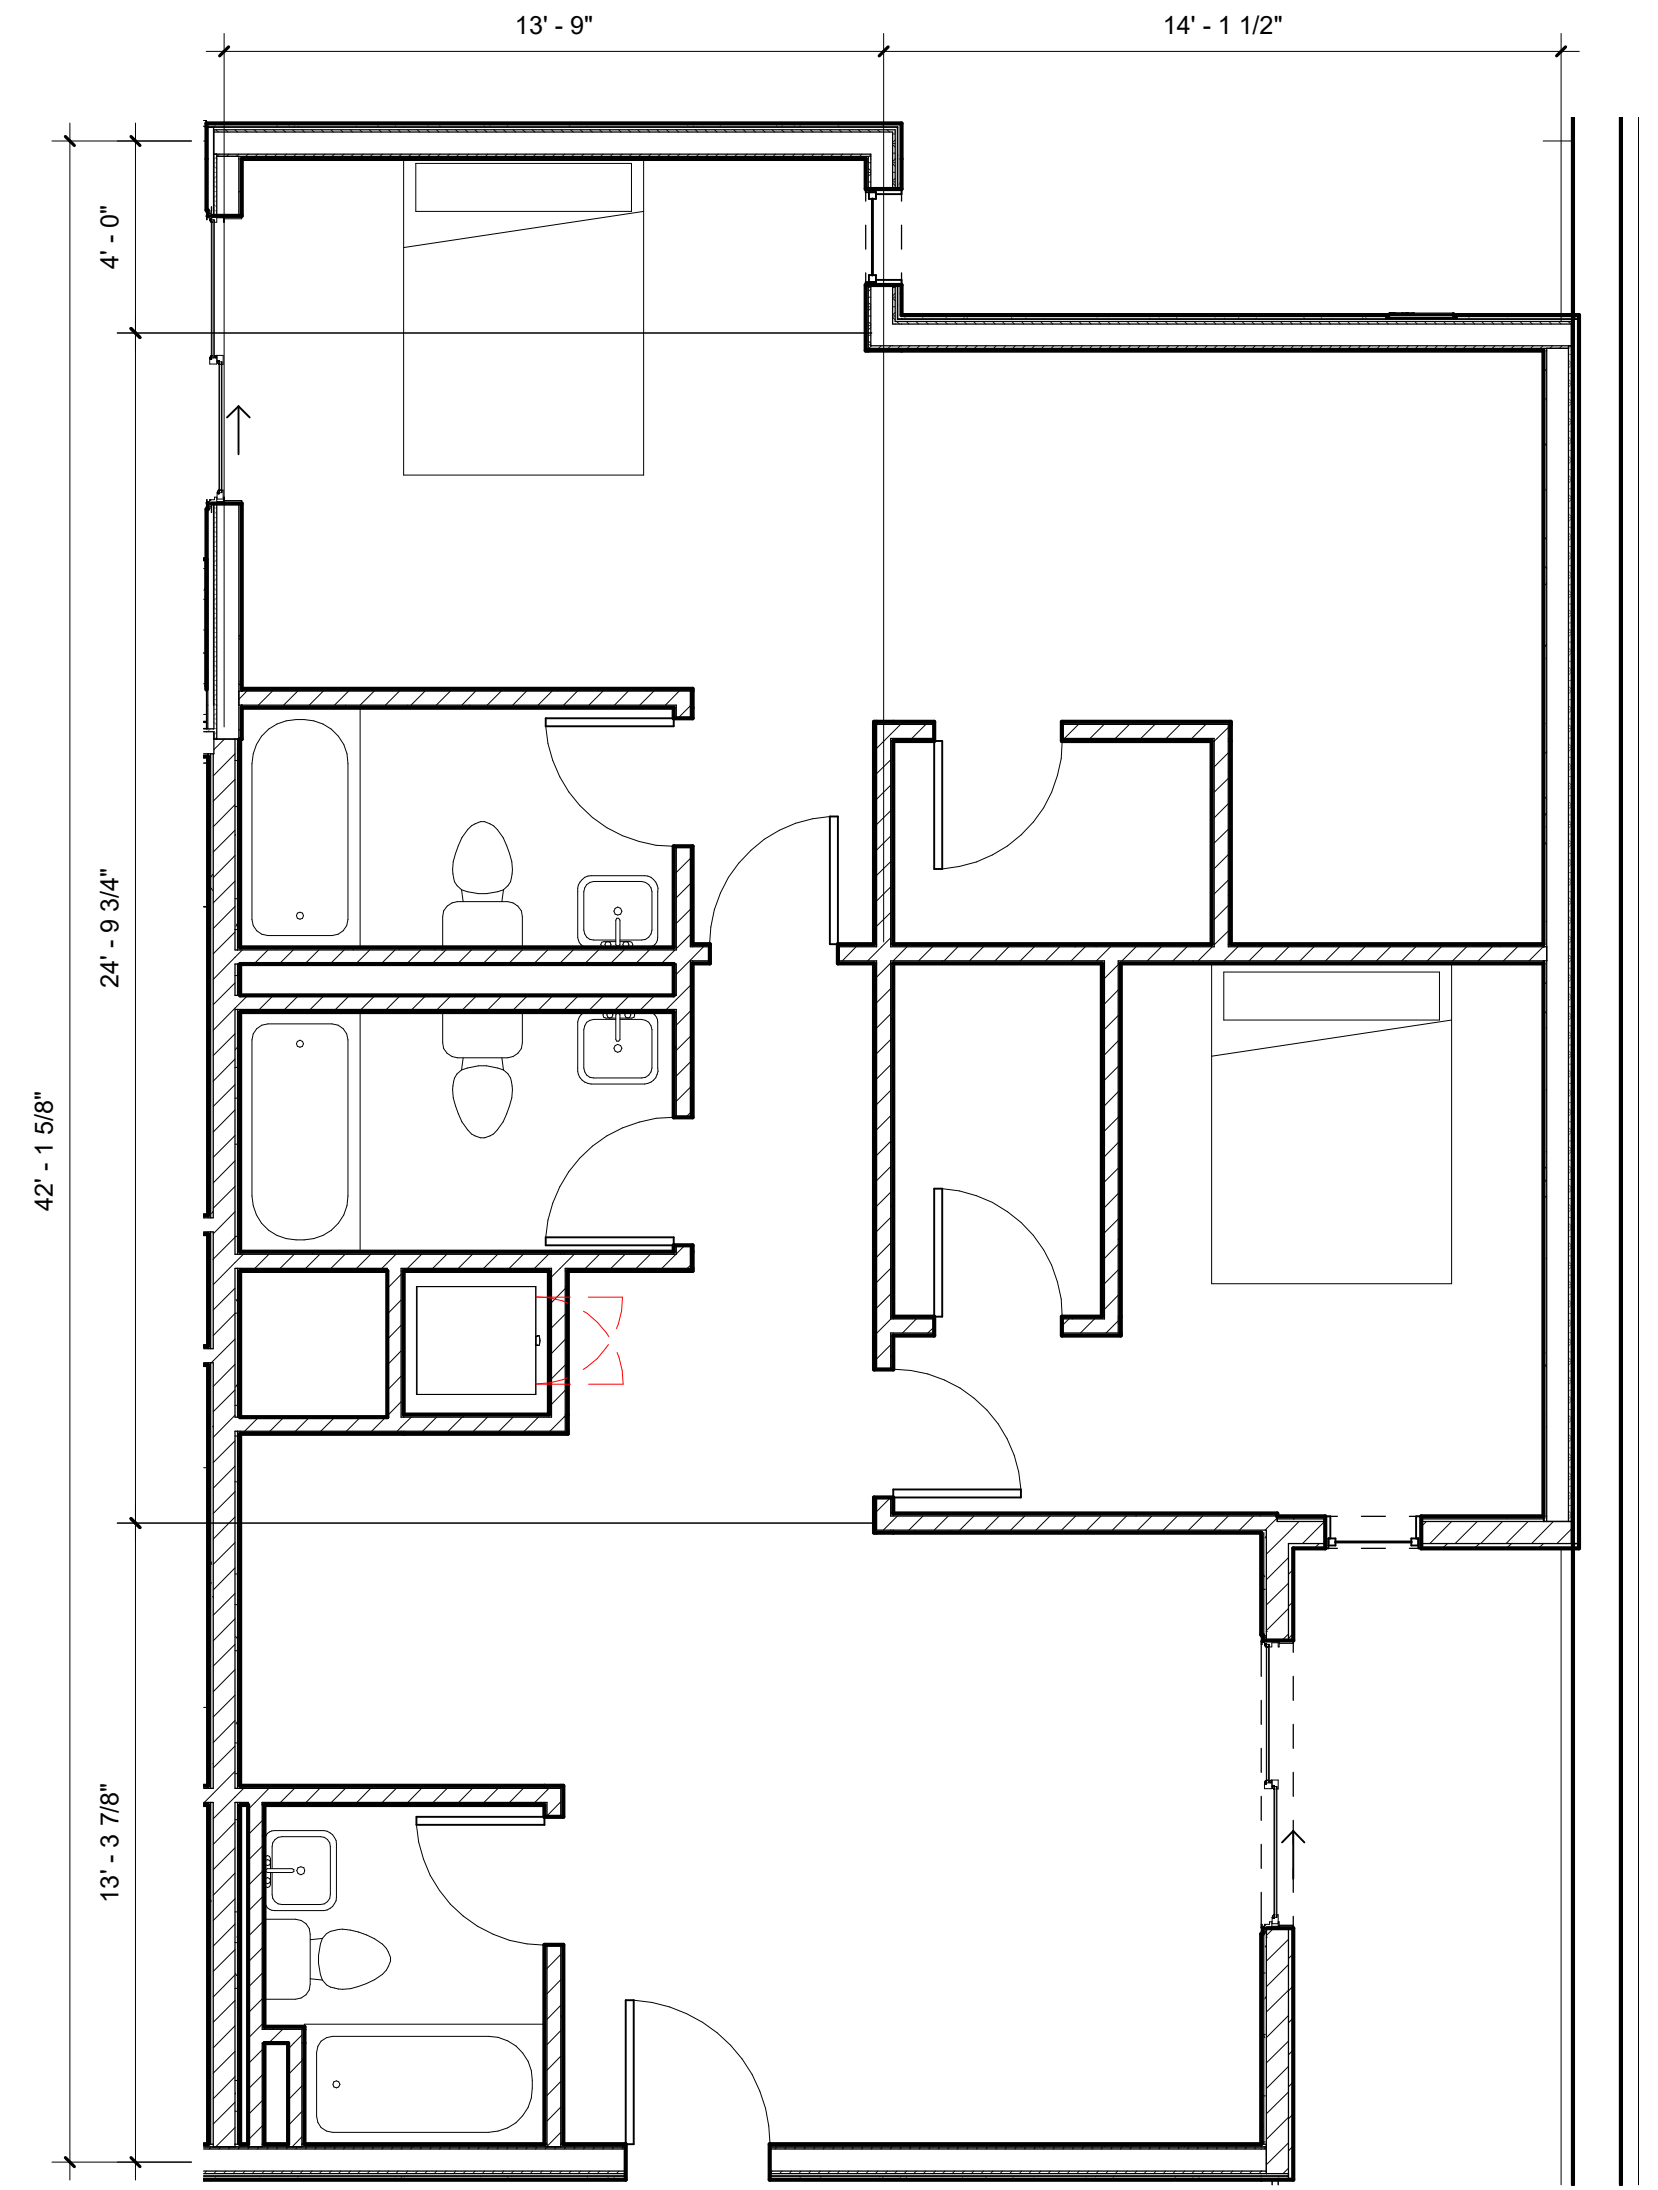 13' - 9"
14' - 1 1/2"
4' - 0"
24' - 9 3/4"
42' - 1 5/8"
13' - 3 7/8"